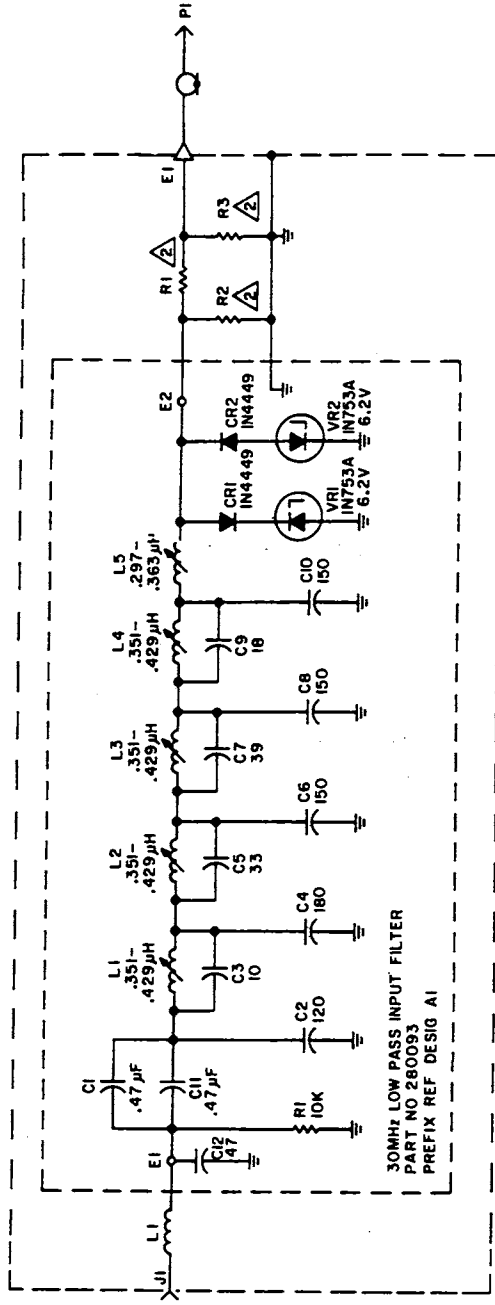 J1
L1
E1
C12
47
C1
.47µF
C11
.47µF
R1
10K
C2
120
L1
.351-
.429µH
C3
10
C4
180
L2
.351-
.429µH
C5
33
C6
150
L3
.351-
.429µH
C7
39
C8
150
L4
.351-
.429µH
C9
18
C10
150
L5
.297-
.363µH
CR1
1N4449
VR1
1N753A
6.2V
CR2
1N4449
VR2
1N753A
6.2V
E2
R1
2
R2
2
R3
2
E1
P1
30MHz LOW PASS INPUT FILTER
PART NO 280093
PREFIX REF DESIG A1